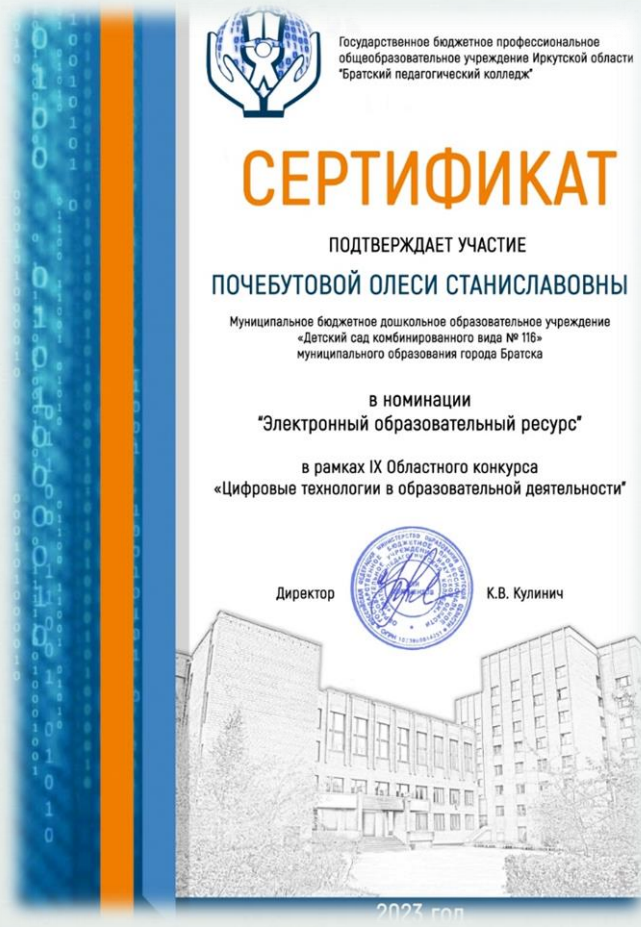 Государственное бюджетное профессиональное
общеобразовательное учреждение Иркутской области
"Братский педагогический колледж"
СЕРТИФИКАТ
ПОДТВЕРЖДАЕТ УЧАСТИЕ
ПОЧЕБУТОВОЙ ОЛЕСИ СТАНИСЛАВОВНЫ
Муниципальное бюджетное дошкольное образовательное учреждение
«Детский сад комбинированного вида № 116»
муниципального образования города Братска
в номинации
"Электронный образовательный ресурс"
в рамках IX Областного конкурса
«Цифровые технологии в образовательной деятельности"
Директор
К.В. Кулинич
2023 год